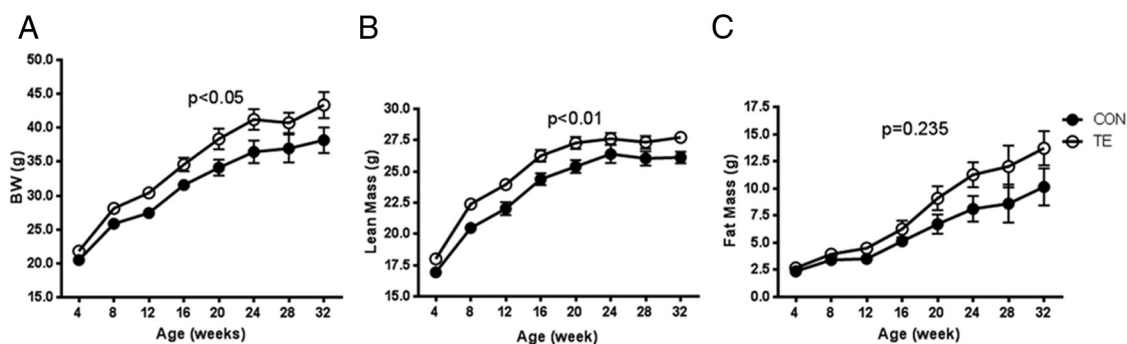 A
BW (g)
50.0
45.0
40.0
35.0
30.0
25.0
20.0
15.0
p<0.05
4 8 12 16 20 24 28 32
Age (weeks)
B
Lean Mass (g)
30.0
27.5
25.0
22.5
20.0
17.5
15.0
p<0.01
4 8 12 16 20 24 28 32
Age (week)
C
Fat Mass (g)
17.5
15.0
12.5
10.0
7.5
5.0
2.5
0.0
p=0.235
4 8 12 16 20 24 28 32
Age (week)
CON
TE